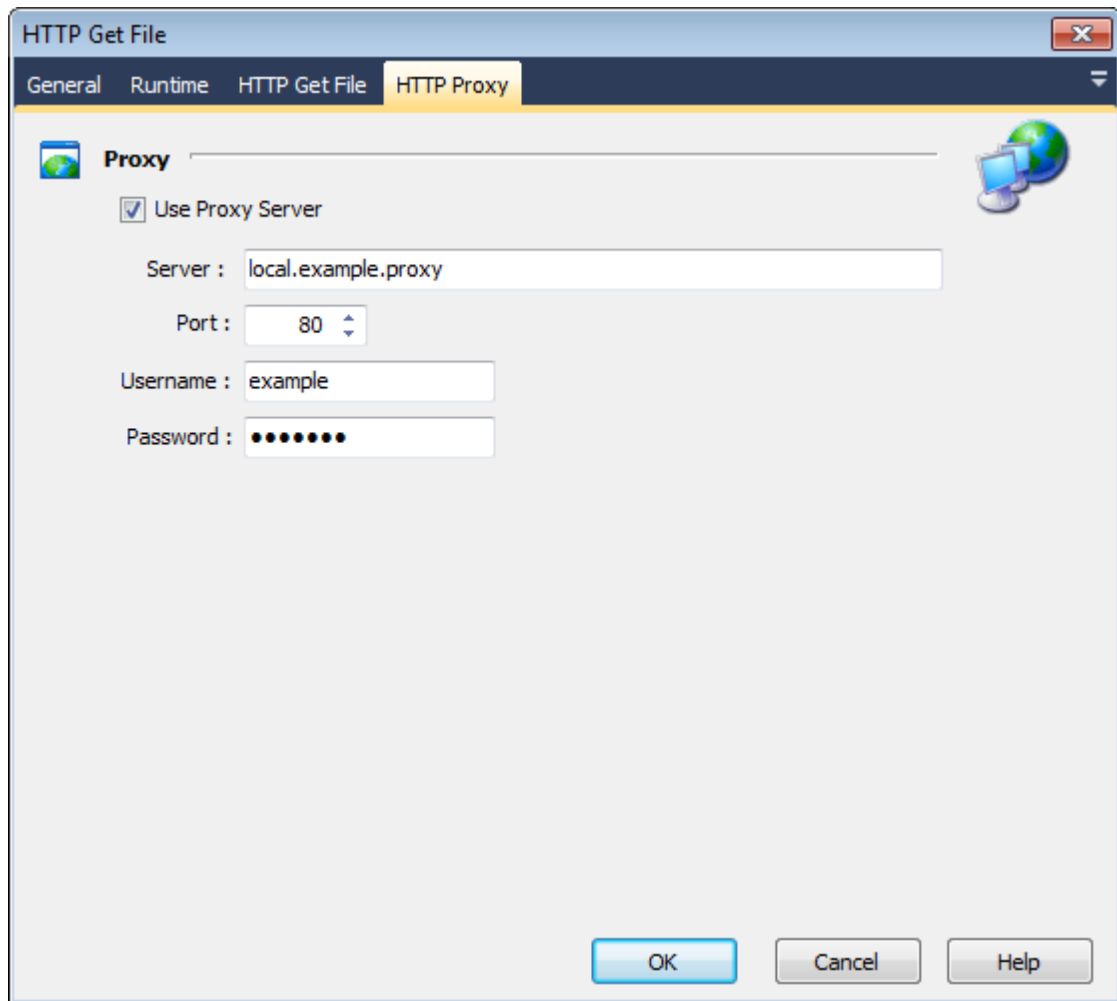 HTTP Get File
General Runtime HTTP Get File HTTP Proxy
Proxy
Use Proxy Server
Server : local.example.proxy
Port : 80
Username : example
Password : •••••••
OK Cancel Help